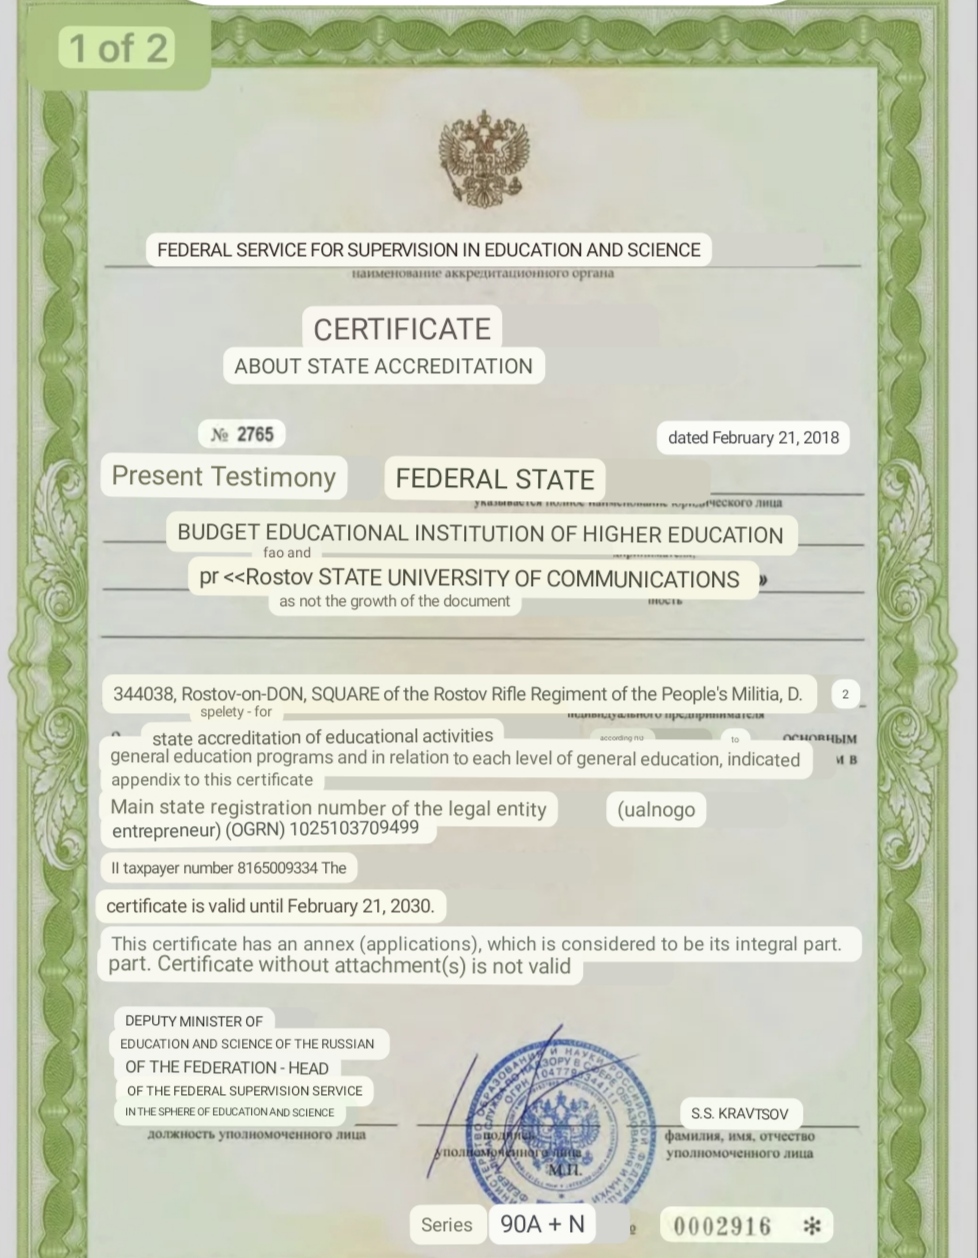 1 of 2
FEDERAL SERVICE FOR SUPERVISION IN EDUCATION AND SCIENCE
наименование аккредитационного органа
CERTIFICATE
ABOUT STATE ACCREDITATION
№ 2765
dated February 21, 2018
Present Testimony FEDERAL STATE
указывается полное наименование юридического лица
BUDGET EDUCATIONAL INSTITUTION OF HIGHER EDUCATION
fao and
pr <<Rostov STATE UNIVERSITY OF COMMUNICATIONS »
as not the growth of the document
344038, Rostov-on-DON, SQUARE of the Rostov Rifle Regiment of the People's Militia, D. 2
spelety - for индивидуального предпринимателя
state accreditation of educational activities according nu to основным
general education programs and in relation to each level of general education, indicated
appendix to this certificate
Main state registration number of the legal entity (ualnogo
entrepreneur) (OGRN) 1025103709499
II taxpayer number 8165009334 The
certificate is valid until February 21, 2030.
This certificate has an annex (applications), which is considered to be its integral part.
part. Certificate without attachment(s) is not valid
DEPUTY MINISTER OF
EDUCATION AND SCIENCE OF THE RUSSIAN
OF THE FEDERATION - HEAD
OF THE FEDERAL SUPERVISION SERVICE
IN THE SPHERE OF EDUCATION AND SCIENCE
S.S. KRAVTSOV
должность уполномоченного лица
подпись
уполномоченного лица
М.П.
фамилия, имя, отчество
уполномоченного лица
Series 90A + N № 0002916 *